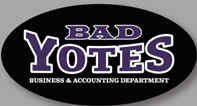 BAD
YOTES
BUSINESS & ACCOUNTING DEPARTMENT